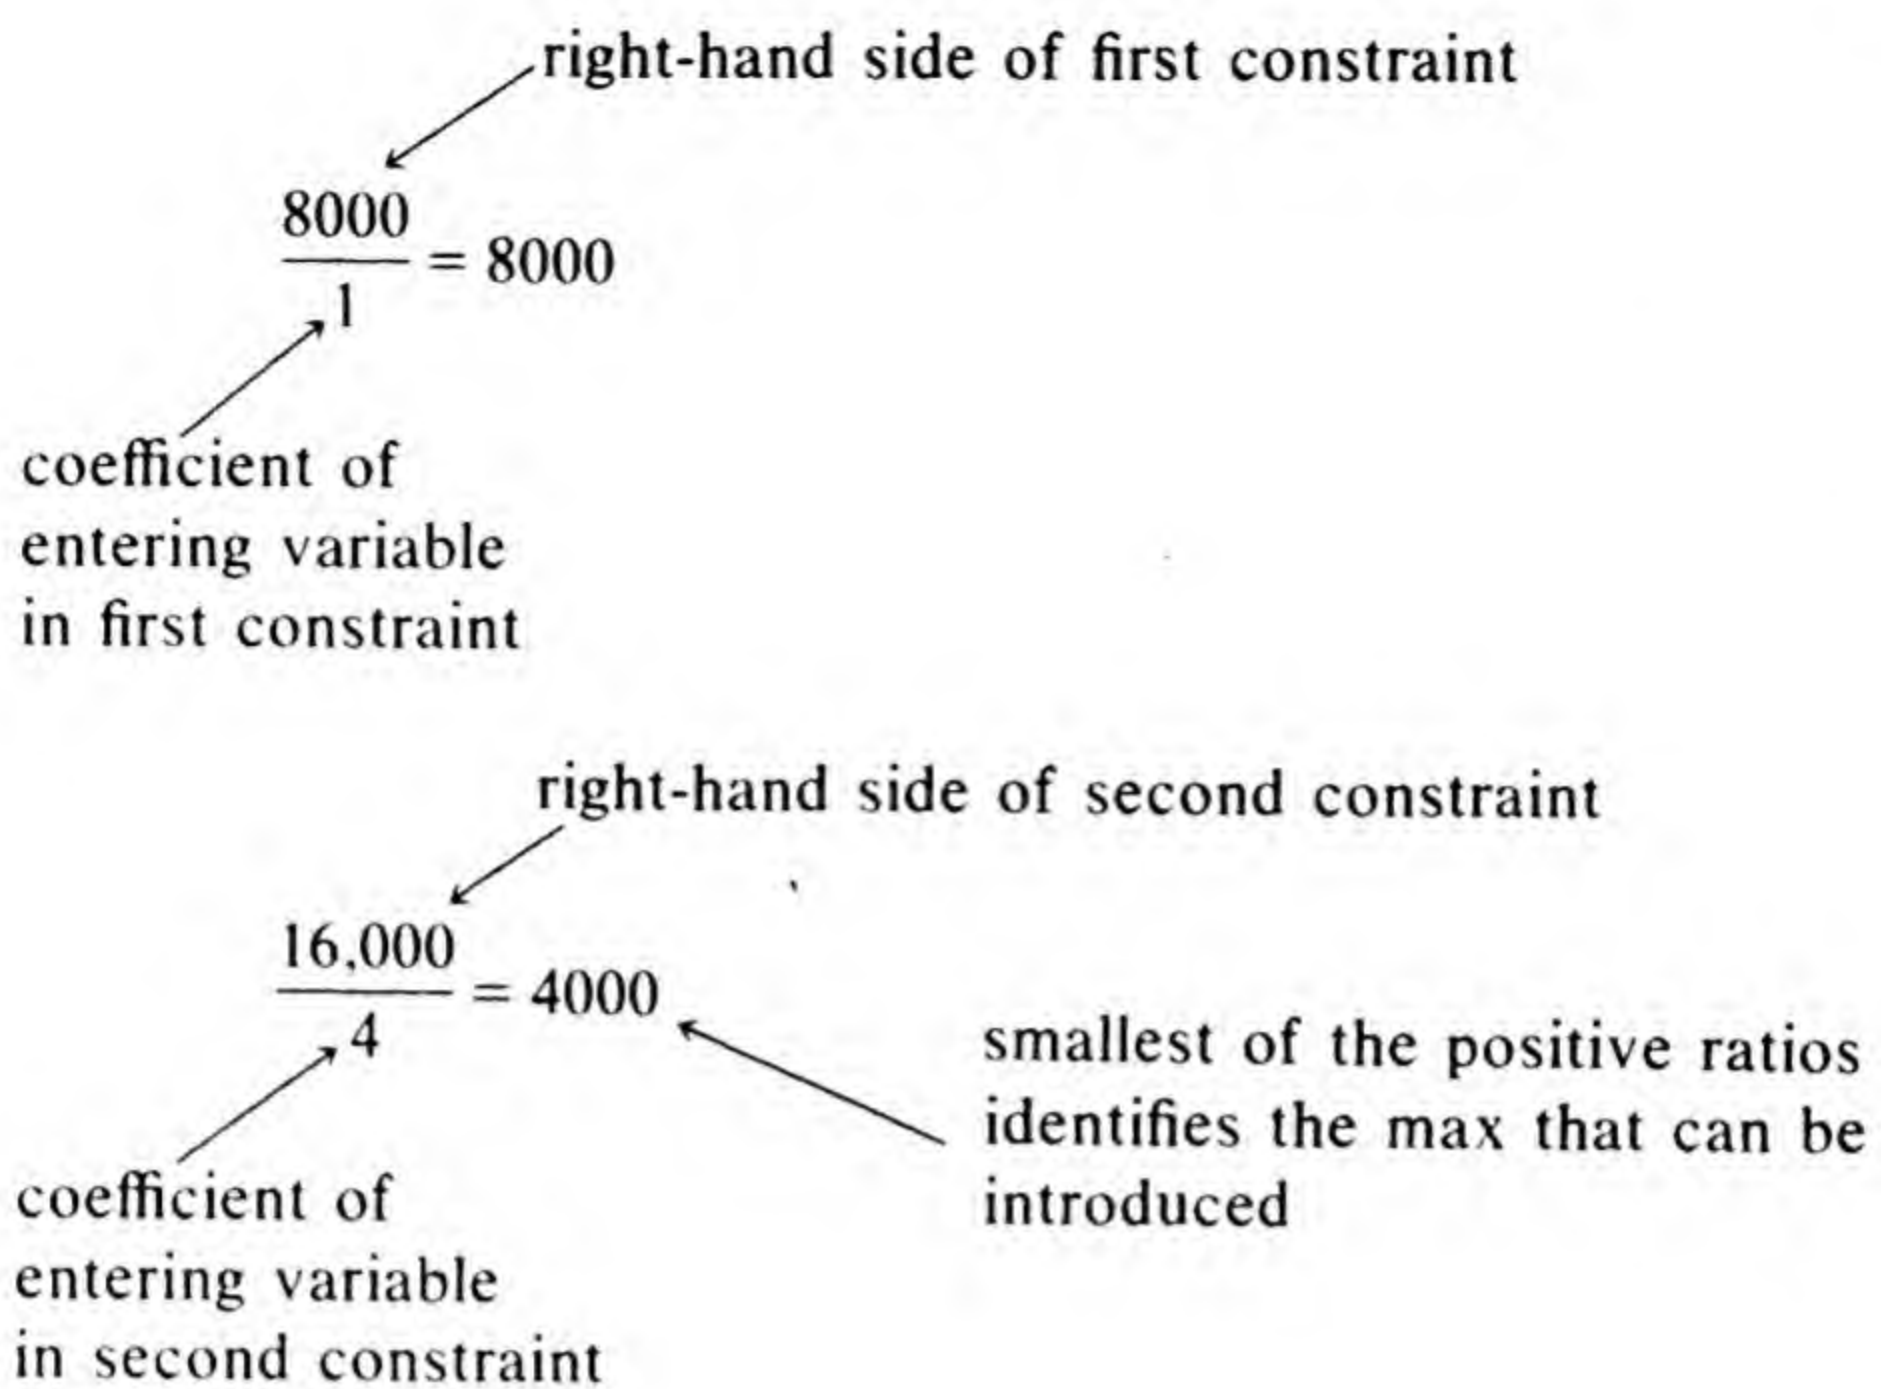 right-hand side of first constraint
8000
= 8000
1
coefficient of
entering variable
in first constraint
right-hand side of second constraint
16,000
= 4000
4
smallest of the positive ratios
identifies the max that can be
introduced
coefficient of
entering variable
in second constraint